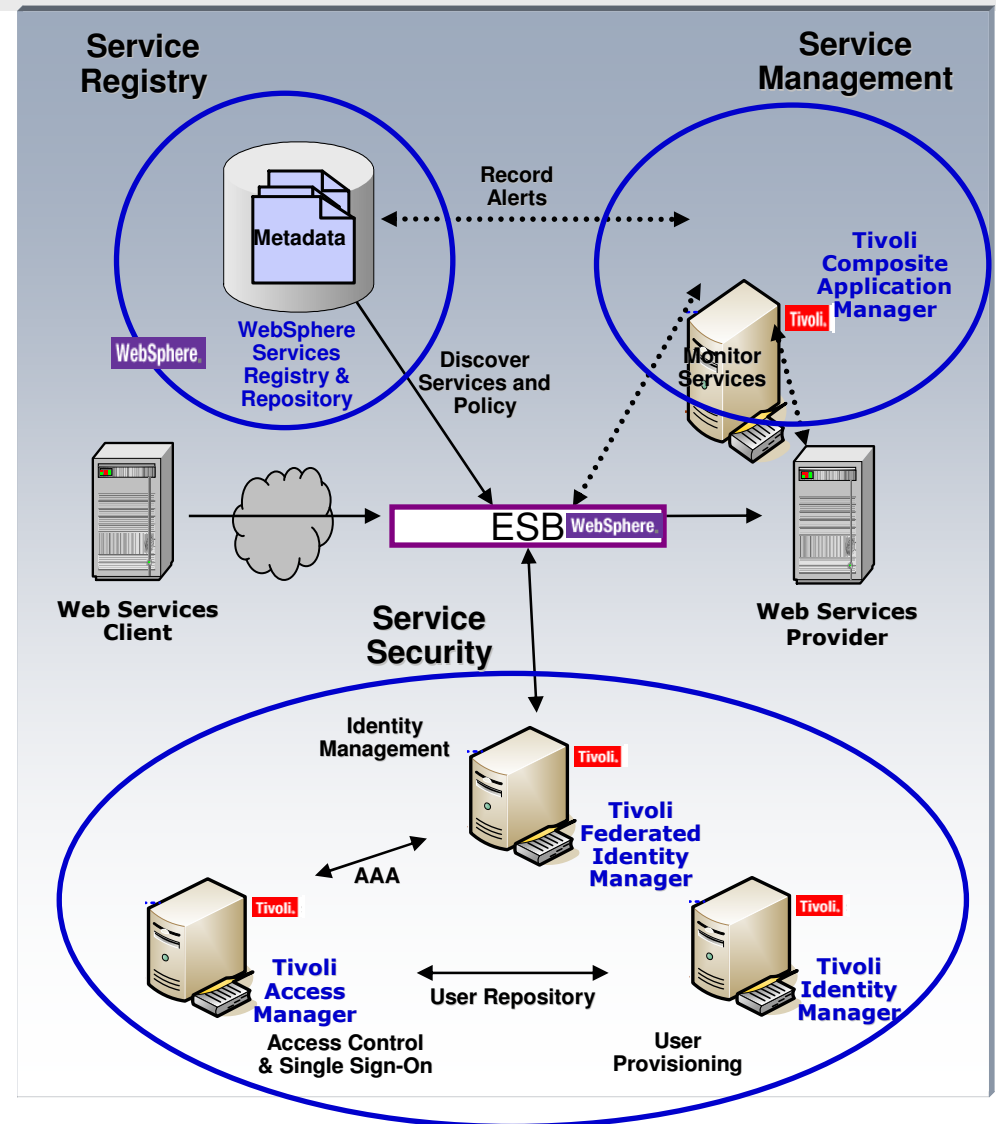 Service
Registry
Service
Management
Record
Alerts
Metadata
Tivoli
Composite
Application
Manager
WebSphere
Services
Registry &
Repository
WebSphere.
Tivoli.
Monitor
Services
Discover
Services and
Policy
ESB WebSphere.
Web Services
Client
Web Services
Provider
Service
Security
Identity
Management
Tivoli.
Tivoli
Federated
Identity
Manager
AAA
Tivoli.
Tivoli
Access
Manager
Access Control
& Single Sign-On
User Repository
Tivoli.
Tivoli
Identity
Manager
User
Provisioning